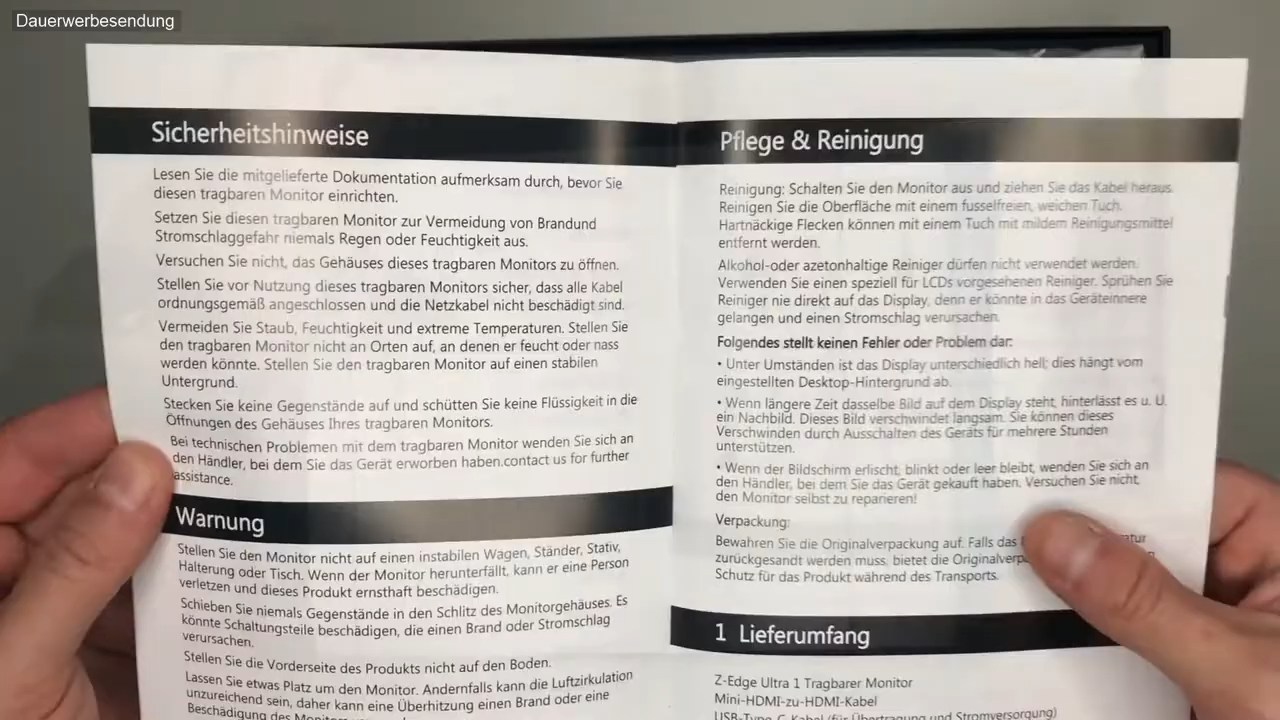 Dauerwerbesendung
Sicherheitshinweise
Lesen Sie die mitgelieferte Dokumentation aufmerksam durch, bevor Sie
diesen tragbaren Monitor einrichten.
Setzen Sie diesen tragbaren Monitor zur Vermeidung von Brandund
Stromschlaggefahr niemals Regen oder Feuchtigkeit aus.
Versuchen Sie nicht, das Gehäuses dieses tragbaren Monitors zu öffnen.
Stellen Sie vor Nutzung dieses tragbaren Monitors sicher, dass alle Kabel
ordnungsgemäß angeschlossen und die Netzkabel nicht beschädigt sind.
Vermeiden Sie Staub, Feuchtigkeit und extreme Temperaturen. Stellen Sie
den tragbaren Monitor nicht an Orten auf, an denen er feucht oder nass
werden könnte. Stellen Sie den tragbaren Monitor auf einen stabilen
Untergrund.
Stecken Sie keine Gegenstände auf und schütten Sie keine Flüssigkeit in die
Öffnungen des Gehäuses Ihres tragbaren Monitors.
Bei technischen Problemen mit dem tragbaren Monitor wenden Sie sich an
den Händler, bei dem Sie das Gerät erworben haben.contact us for further
assistance.
Warnung
Stellen Sie den Monitor nicht auf einen instabilen Wagen, Ständer, Stativ,
Halterung oder Tisch. Wenn der Monitor herunterfällt, kann er eine Person
verletzen und dieses Produkt ernsthaft beschädigen.
Schieben Sie niemals Gegenstände in den Schlitz des Monitorgehäuses. Es
könnte Schaltungsteile beschädigen, die einen Brand oder Stromschlag
verursachen.
Stellen Sie die Vorderseite des Produkts nicht auf den Boden.
Lassen Sie etwas Platz um den Monitor. Andernfalls kann die Luftzirkulation
unzureichend sein, daher kann eine Überhitzung einen Brand oder eine
Beschädigung des
Pflege & Reinigung
Reinigung: Schalten Sie den Monitor aus und ziehen Sie das Kabel heraus.
Reinigen Sie die Oberfläche mit einem fusselfreien, weichen Tuch.
Hartnäckige Flecken können mit einem Tuch mit mildem Reinigungsmittel
entfernt werden.
Alkohol-oder azetonhaltige Reiniger dürfen nicht verwendet werden.
Verwenden Sie einen speziell für LCDs vorgesehenen Reiniger. Sprühen Sie
Reiniger nie direkt auf das Display, denn er könnte in das Geräteinnere
gelangen und einen Stromschlag verursachen.
Folgendes stellt keinen Fehler oder Problem dar:
• Unter Umständen ist das Display unterschiedlich hell; dies hängt vom
eingestellten Desktop-Hintergrund ab.
• Wenn längere Zeit dasselbe Bild auf dem Display steht, hinterlässt es u. U.
ein Nachbild. Dieses Bild verschwindet langsam. Sie können dieses
Verschwinden durch Ausschalten des Geräts für mehrere Stunden
unterstützen.
• Wenn der Bildschirm erlischt, blinkt oder leer bleibt, wenden Sie sich an
den Händler, bei dem Sie das Gerät gekauft haben. Versuchen Sie nicht,
den Monitor selbst zu reparieren!
Verpackung:
Bewahren Sie die Originalverpackung auf. Falls das
zurückgesandt werden muss, bietet die
Schutz für das Produkt während des Transports.
1 Lieferumfang
Z-Edge Ultra 1 Tragbarer Monitor
Mini-HDMI-zu-HDMI-Kabel
USB-Type-C-Kabel (für Übertragung und Stromversorgung)